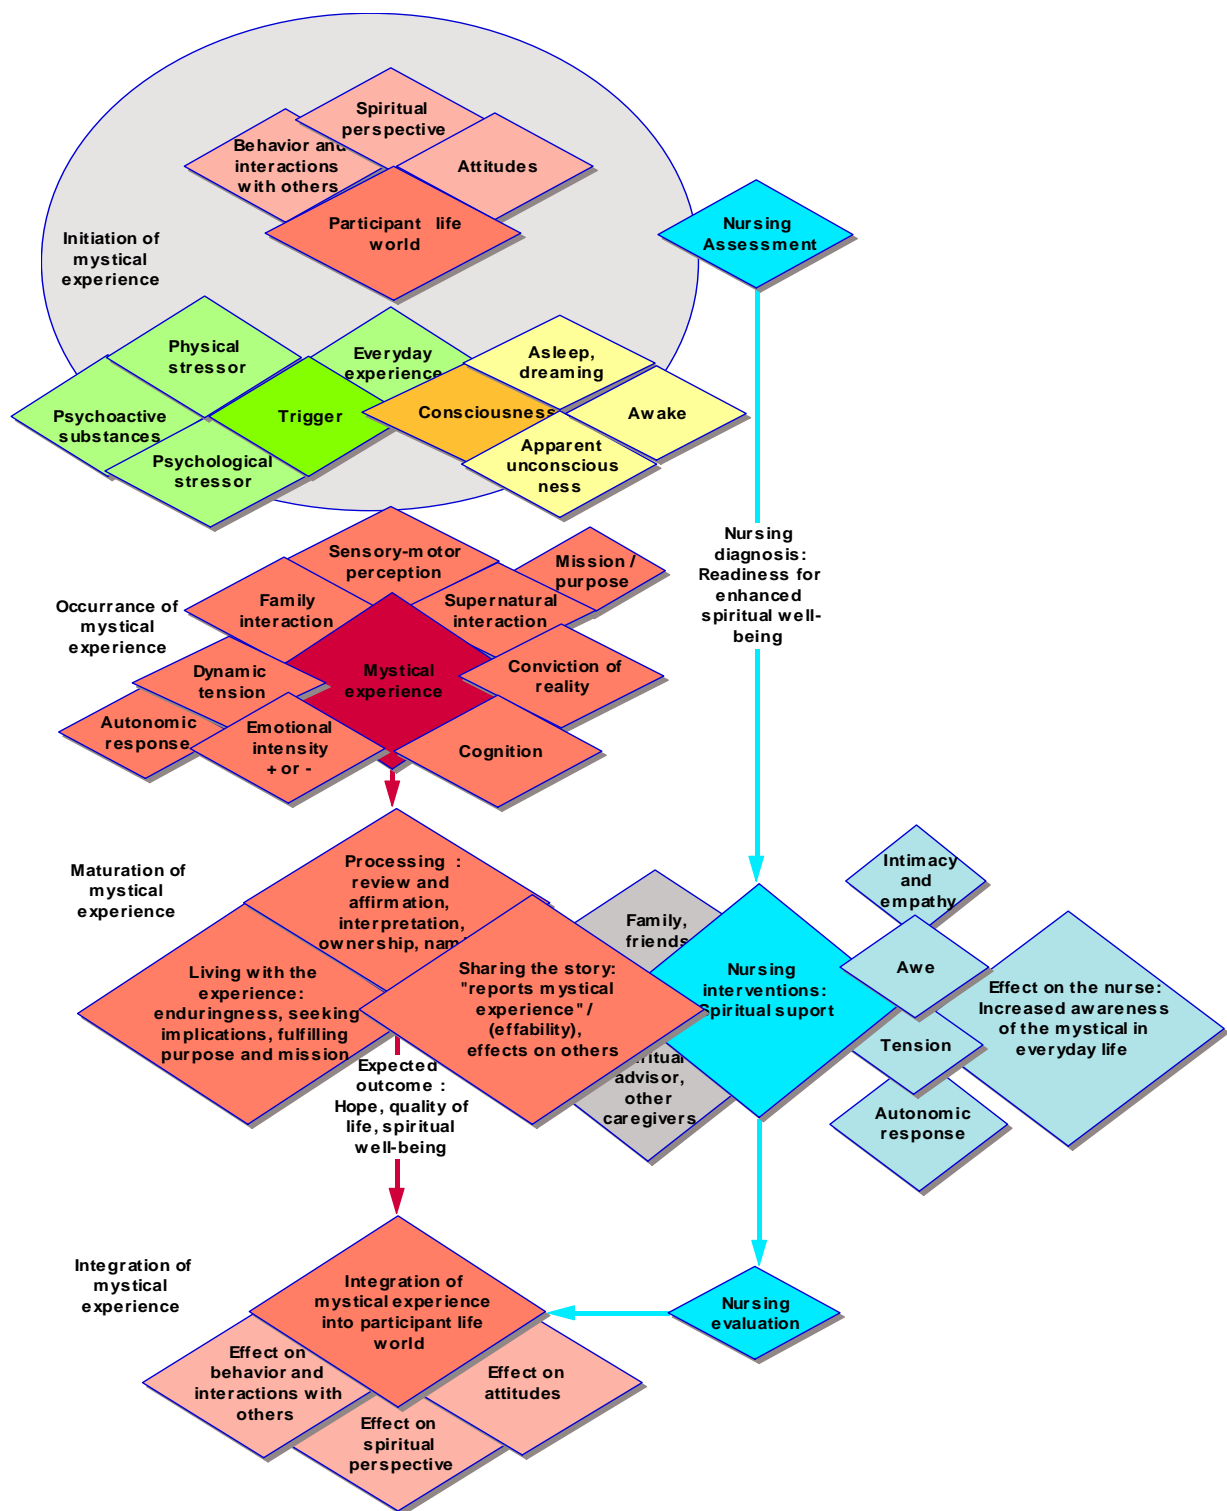 Spiritual
perspective
Behavior and
interactions
with others
Attitudes
Participant life
world
Initiation of
mystical
experience
Nursing
Assessment
Physical
stressor
Everyday
experience
Asleep,
dreaming
Psychoactive
substances
Trigger
Consciousness
Awake
Psychological
stressor
Apparent
unconscious
ness
Nursing
diagnosis:
Readiness for
enhanced
spiritual well-
being
Sensory-motor
perception
Mission /
purpose
Occurrance of
mystical
experience
Family
interaction
Supernatural
interaction
Dynamic
tension
Mystical
experience
Conviction of
reality
Autonomic
response
Emotional
intensity
+ or -
Cognition
Maturation of
mystical
experience
Processing :
review and
affirmation,
interpretation,
ownership,
Living with the
experience:
enduringness, seeking
implications, fulfilling
purpose and mission
Sharing the story:
"reports mystical
experience" /
(effability),
effects on others
Family,
friends
advisor,
other
caregivers
Nursing
interventions:
Spiritual suport
Intimacy
and
empathy
Awe
Tension
Autonomic
response
Effect on the nurse:
Increased awareness
of the mystical in
everyday life
Expected
outcome :
Hope, quality of
life, spiritual
well-being
Integration of
mystical
experience
Integration of
mystical experience
into participant life
world
Nursing
evaluation
Effect on
behavior and
interactions with
others
Effect on
attitudes
Effect on
spiritual
perspective